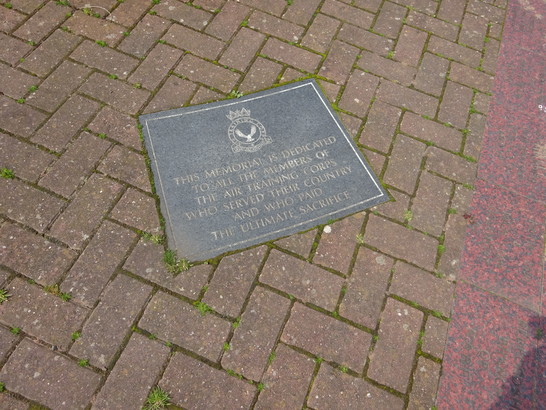 THIS MEMORIAL IS DEDICATED
TO ALL THE MEMBERS OF
THE AIR TRAINING CORPS,
WHO SERVED THEIR COUNTRY
AND WHO PAID
THE ULTIMATE SACRIFICE